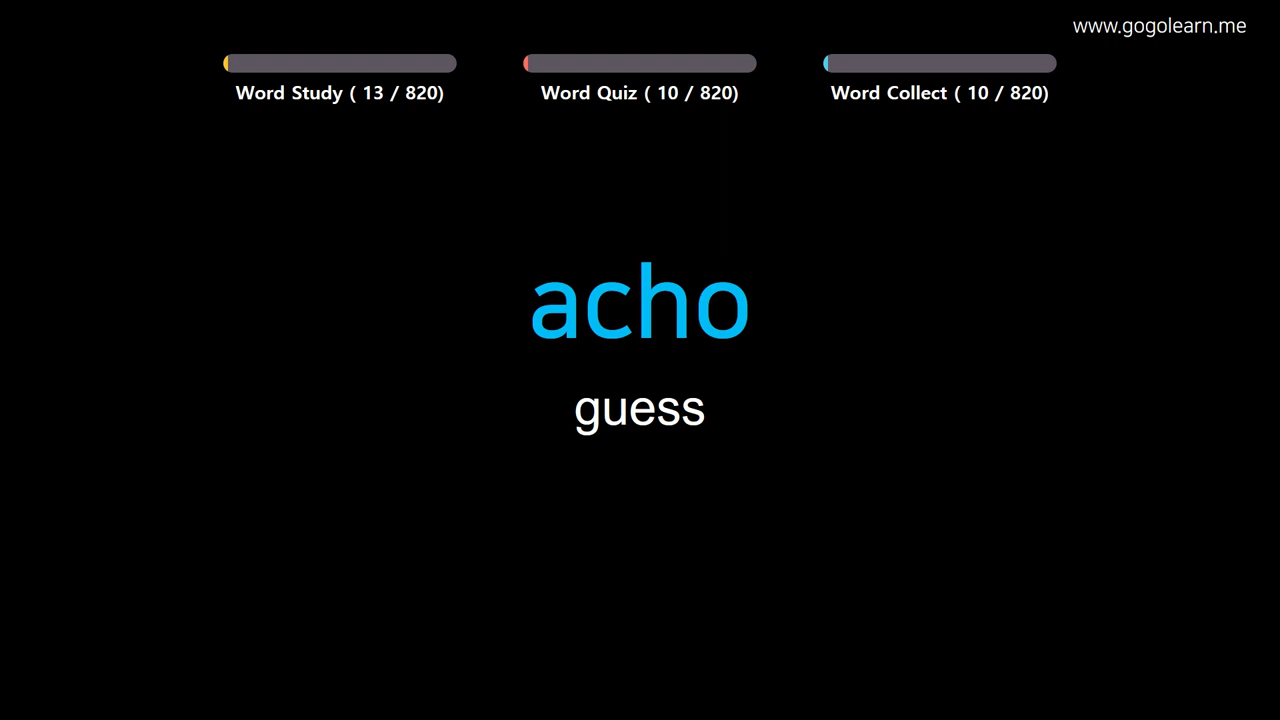 www.gogolearn.me
Word Study ( 13 / 820)
Word Quiz ( 10 / 820)
Word Collect ( 10 / 820)
acho
guess